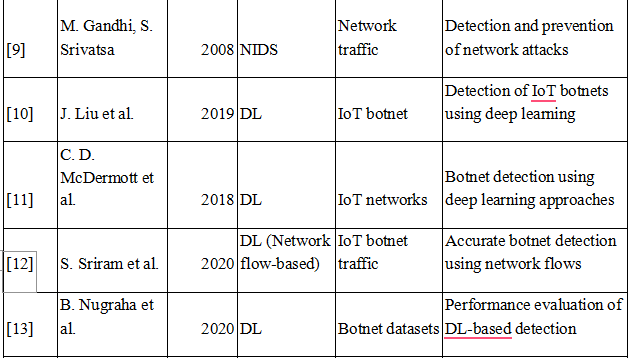 [9] M. Gandhi, S. Srivatsa 2008 NIDS Network traffic Detection and prevention of network attacks
[10] J. Liu et al. 2019 DL IoT botnet Detection of IoT botnets using deep learning
[11] C. D. McDermott et al. 2018 DL IoT networks Botnet detection using deep learning approaches
[12] S. Sriram et al. 2020 DL (Network flow-based) IoT botnet traffic Accurate botnet detection using network flows
[13] B. Nugraha et al. 2020 DL Botnet datasets Performance evaluation of DL-based detection